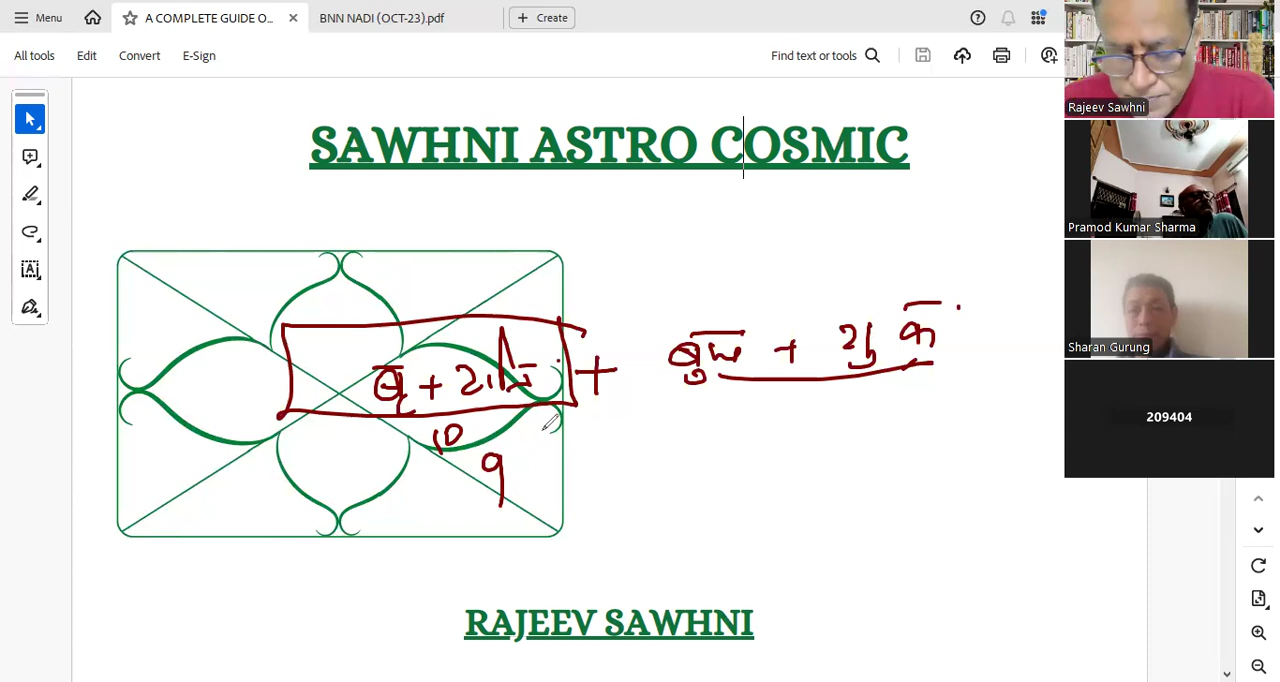 Menu
A COMPLETE GUIDE O...
BNN NADI (OCT-23).pdf
Create
All tools
Edit
Convert
E-Sign
Find text or tools
SAWHNI ASTRO COSMIC
Rajeev Sawhni
Pramod Kumar Sharma
Sharan Gurung
209404
+
+
+
10
9
RAJEEV SAWHNI